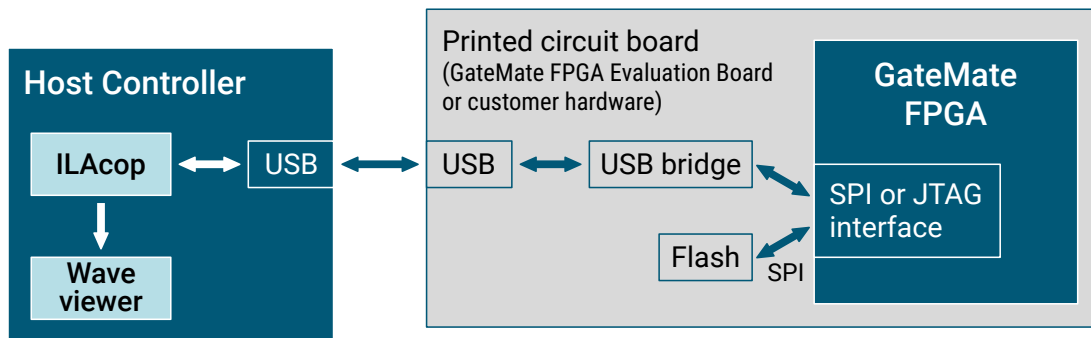 Host Controller
ILAcop
USB
Wave
viewer
Printed circuit board
(GateMate FPGA Evaluation Board
or customer hardware)
USB
USB bridge
Flash
SPI
GateMate
FPGA
SPI or JTAG
interface